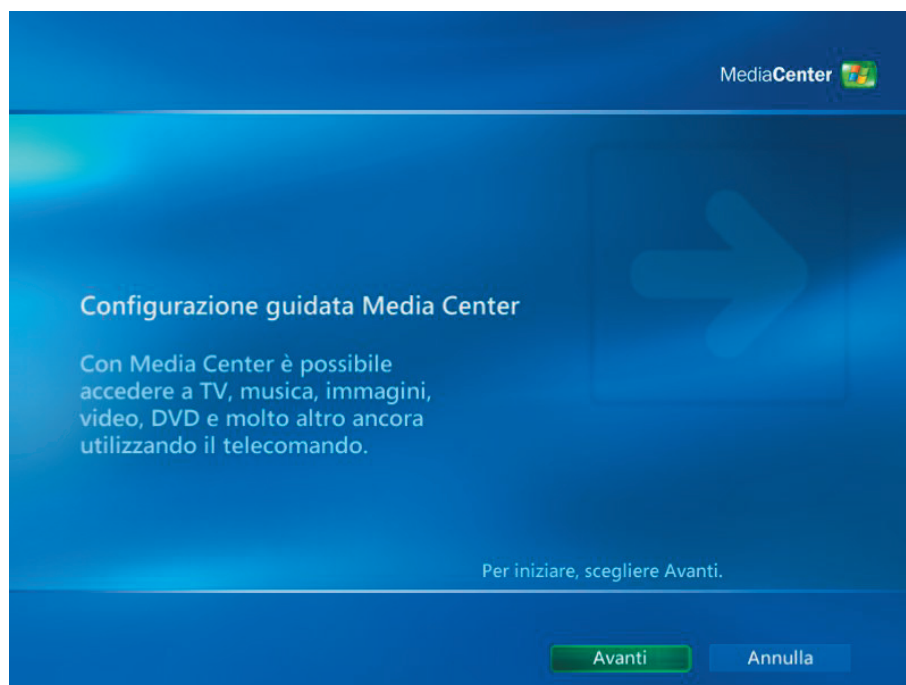 MediaCenter
Configurazione guidata Media Center
Con Media Center è possibile
accedere a TV, musica, immagini,
video, DVD e molto altro ancora
utilizzando il telecomando.
Per iniziare, scegliere Avanti.
Avanti Annulla